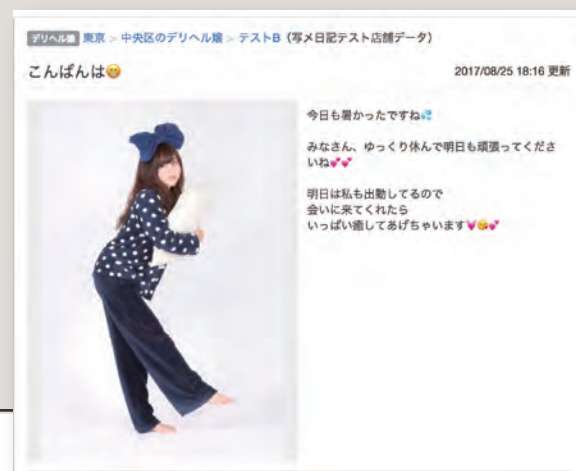 デリヘル嬢 東京 > 中央区のデリヘル嬢 > テストB（写メ日記テスト店舗データ）
こんばんは😁
2017/08/25 18:16 更新
今日も暑かったですね💦
みなさん、ゆっくり休んで明日も頑張ってくださ
いね💕💕
明日は私も出勤してるので
会いに来てくれたら
いっぱい癒してあげちゃいます💓😘💕